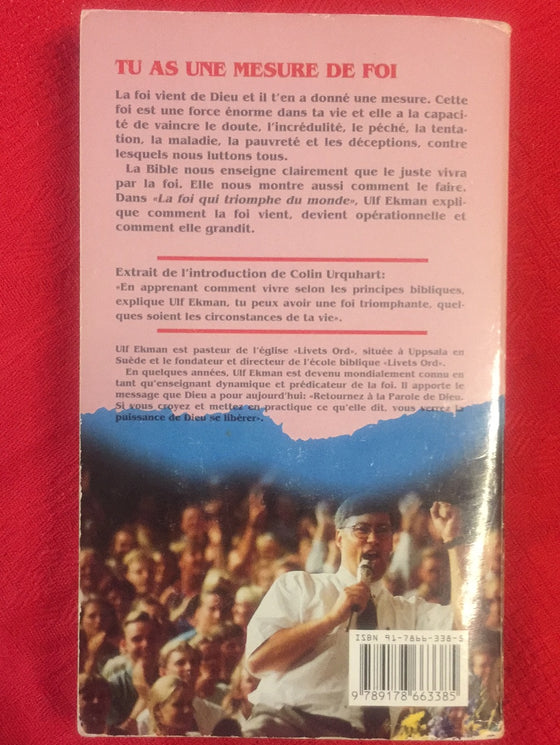 TU AS UNE MESURE DE FOI
La foi vient de Dieu et il t'en a donné une mesure. Cette
foi est une force énorme dans ta vie et elle a la capaci-
té de vaincre le doute, l'incrédulité, le péché, la tenta-
tion, la maladie, la pauvreté et les déceptions, contre
lesquels nous luttons tous.
La Bible nous enseigne clairement que le juste vivra
par la foi. Elle nous montre aussi comment le faire.
Dans «La foi qui triomphe du monde», Ulf Ekman expli-
que comment la foi vient, devient opérationnelle et
comment elle grandit.
Extrait de l'introduction de Colin Urquhart:
«En apprenant comment vivre selon les principes bibliques,
explique Ulf Ekman, tu peux avoir une foi triomphante, quel-
ques soient les circonstances de ta vie».
Ulf Ekman est pasteur de l'église «Livets Ord», située à Uppsala en
Suède et le fondateur et directeur de l'école biblique «Livets Ord».
En quelques années, Ulf Ekman est devenu mondialement connu en
tant qu'enseignant dynamique et prédicateur de la foi. Il apporte le
message que Dieu a pour aujourd'hui: «Retournez à la Parole de Dieu.
Si vous croyez et mettez en practique ce qu'elle dit, vous verrez la
puissance de Dieu se libérer».
ISBN 91-7866-338-5
9 789178 663385